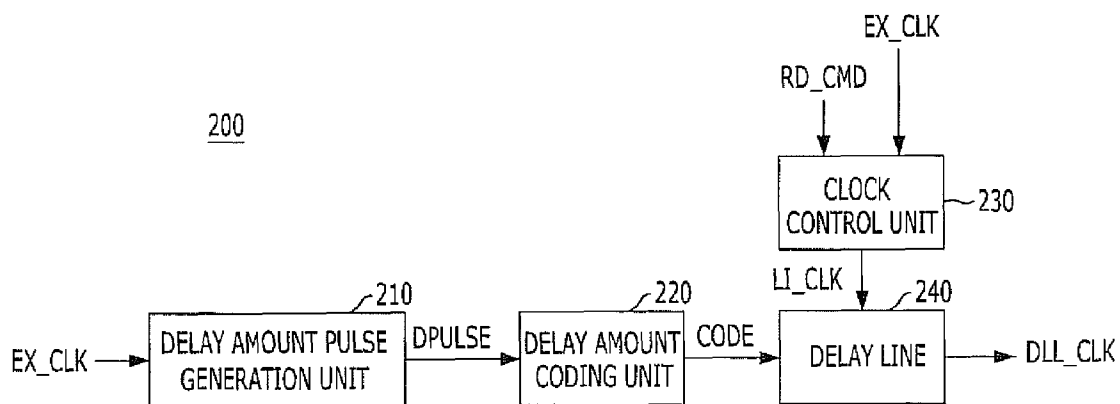 EX_CLK
RD_CMD
200
CLOCK
CONTROL UNIT
230
LI_CLK
210
220
240
EX_CLK
DELAY AMOUNT PULSE
GENERATION UNIT
DPULSE
DELAY AMOUNT
CODING UNIT
CODE
DELAY LINE
DLL_CLK